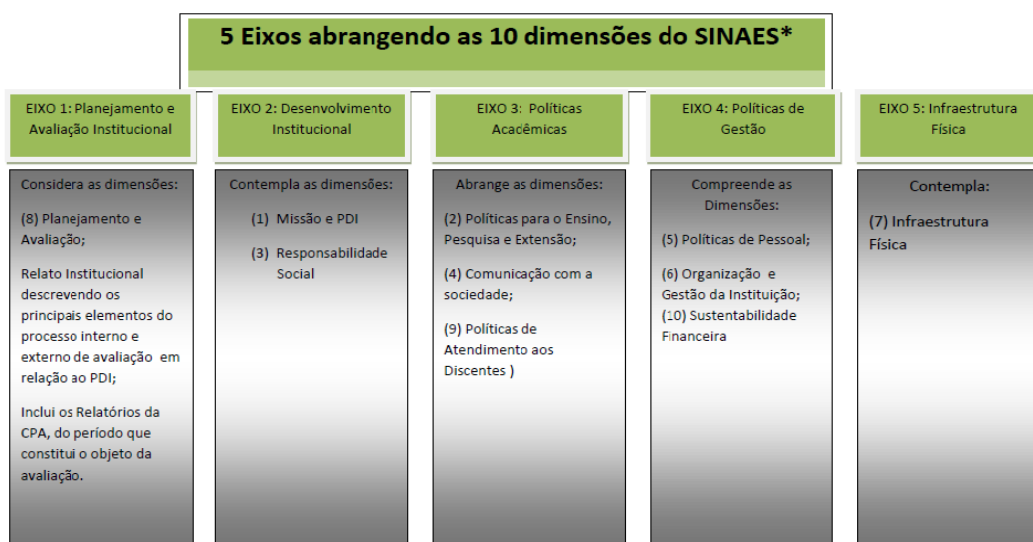 5 Eixos abrangendo as 10 dimensões do SINAES*
EIXO 1: Planejamento e
Avaliação Institucional
EIXO 2: Desenvolvimento
Institucional
EIXO 3: Políticas
Acadêmicas
EIXO 4: Políticas de
Gestão
EIXO 5: Infraestrutura
Física
Considera as dimensões:
(8) Planejamento e
Avaliação;
Relato Institucional
descrevendo os
principais elementos do
processo interno e
externo de avaliação em
relação ao PDI;
Inclui os Relatórios da
CPA, do período que
constitui o objeto da
avaliação.
Contempla as dimensões:
(1) Missão e PDI
(3) Responsabilidade
Social
Abrange as dimensões:
(2) Políticas para o Ensino,
Pesquisa e Extensão;
(4) Comunicação com a
sociedade;
(9) Políticas de
Atendimento aos
Discentes )
Compreende as
Dimensões:
(5) Políticas de Pessoal;
(6) Organização e
Gestão da Instituição;
(10) Sustentabilidade
Financeira
Contempla:
(7) Infraestrutura
Física